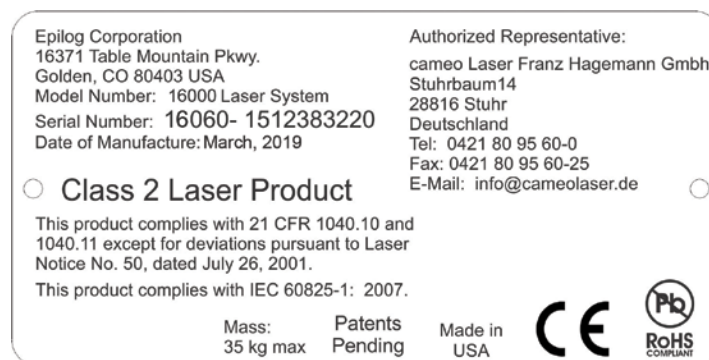 Epilog Corporation
16371 Table Mountain Pkwy.
Golden, CO 80403 USA
Model Number: 16000 Laser System
Serial Number: 16060- 1512383220
Date of Manufacture: March, 2019
Authorized Representative:
cameo Laser Franz Hagemann Gmbh
Stuhrbaum14
28816 Stuhr
Deutschland
Tel: 0421 80 95 60-0
Fax: 0421 80 95 60-25
E-Mail: info@cameolaser.de
Class 2 Laser Product
This product complies with 21 CFR 1040.10 and
1040.11 except for deviations pursuant to Laser
Notice No. 50, dated July 26, 2001.
This product complies with IEC 60825-1: 2007.
Mass:
35 kg max
Patents
Pending
Made in
USA
CE
Pb
RoHS
COMPLIANT